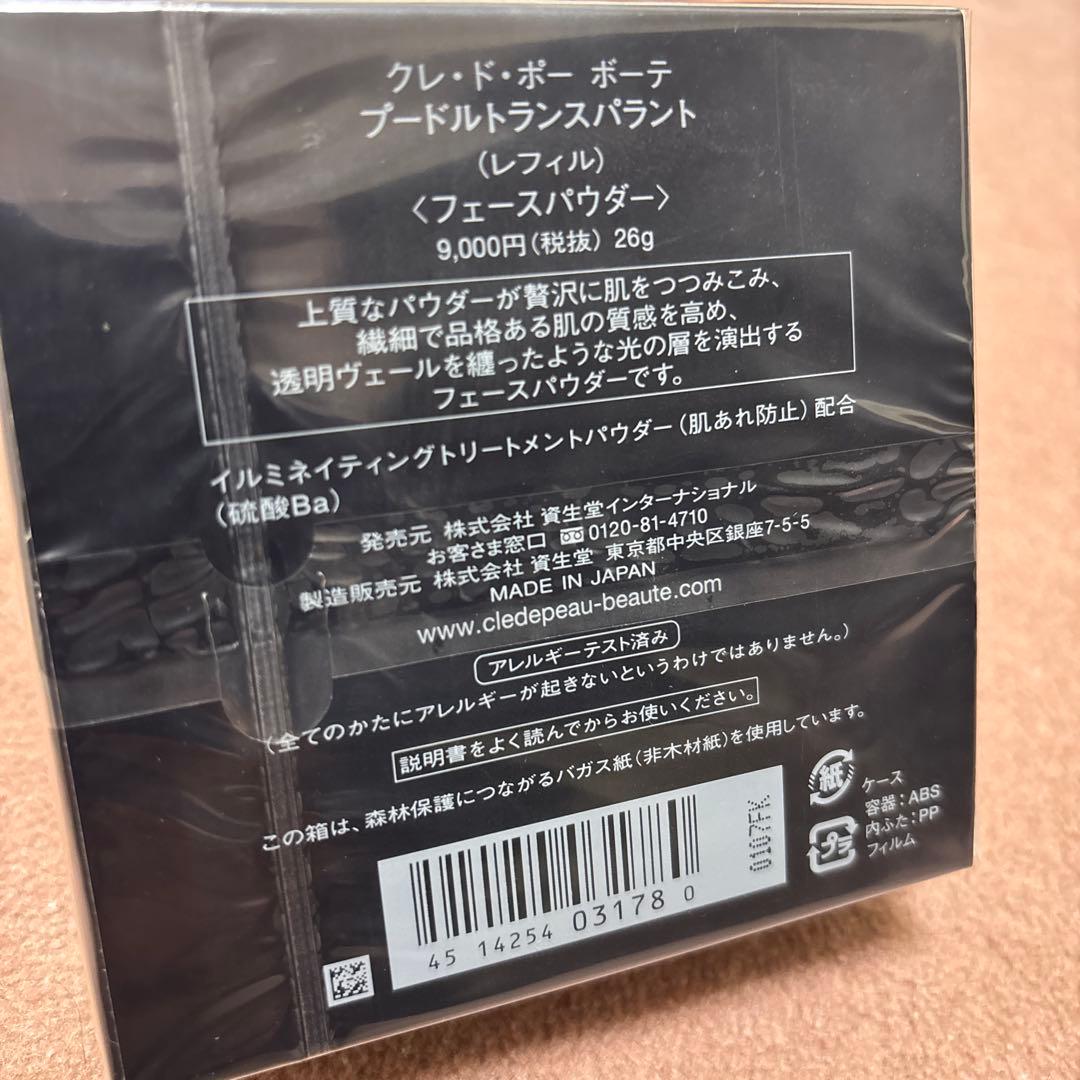 クレ・ド・ポー ボーテ
プードルトランスパラント
(レフィル)
〈フェースパウダー〉
9,000円(税抜) 26g
上質なパウダーが贅沢に肌をつつみこみ、
繊細で品格ある肌の質感を高め、
透明ヴェールを纏ったような光の層を演出する
フェースパウダーです。
イルミネイティングトリートメントパウダー(肌あれ防止)配合
(硫酸Ba)
発売元 株式会社 資生堂インターナショナル
お客さま窓口 0120-81-4710
製造販売元 株式会社 資生堂 東京都中央区銀座7-5-5
MADE IN JAPAN
www.cledepeau-beaute.com
アレルギーテスト済み
(全てのかたにアレルギーが起きないというわけではありません。)
説明書をよく読んでからお使いください。
この箱は、森林保護につながるバガス紙(非木材紙)を使用しています。
紙
ケース
プラ
容器:ABS
内ぶた:PP
フィルム
0107FK
45 14254 03178 0